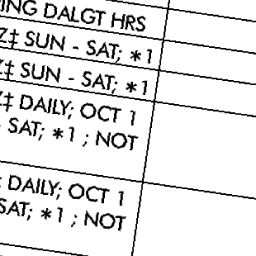 ING DALGT HRS
Z‡ SUN - SAT; *1
Z‡ SUN - SAT; *1
Z‡ DAILY; OCT 1
- SAT; *1 ; NOT
‡ DAILY; OCT 1
SAT; *1 ; NOT